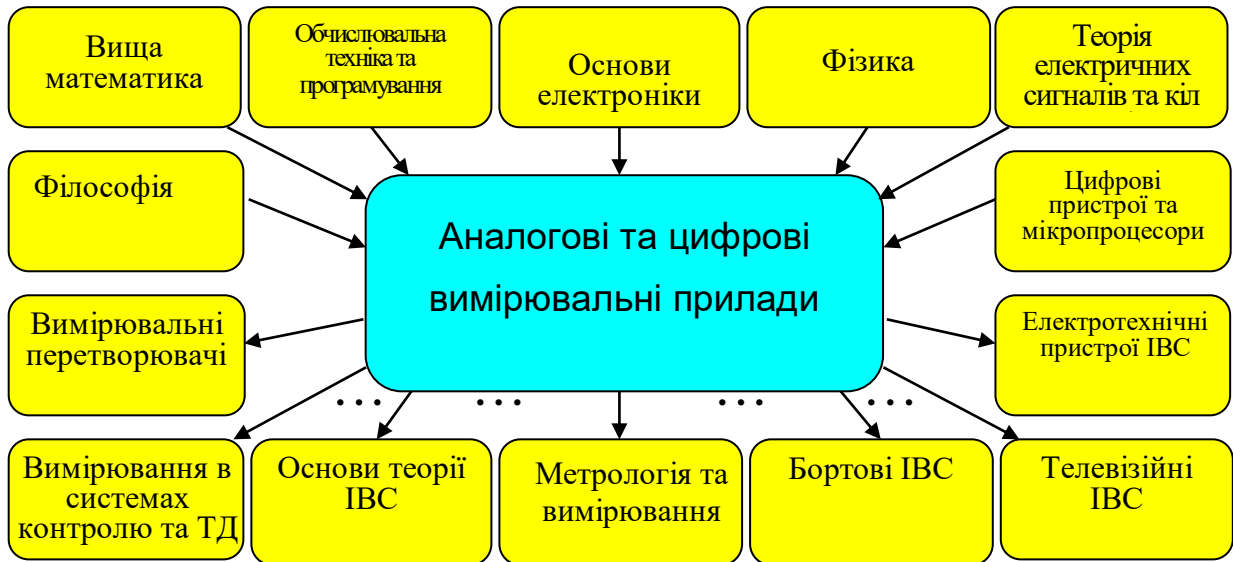 Вища
математика
Обчислювальна
техніка та
програмування
Основи
електроніки
Фізика
Теорія
електричних
сигналів та кіл
Філософія
Аналогові та цифрові
вимірювальні прилади
Цифрові
пристрої та
мікропроцесори
Вимірювальні
перетворювачі
Електротехнічні
пристрої ІВС
... ... ... ...
Вимірювання в
системах
контролю та ТД
Основи теорії
ІВС
Метрологія та
вимірювання
Бортові ІВС
Телевізійні
ІВС